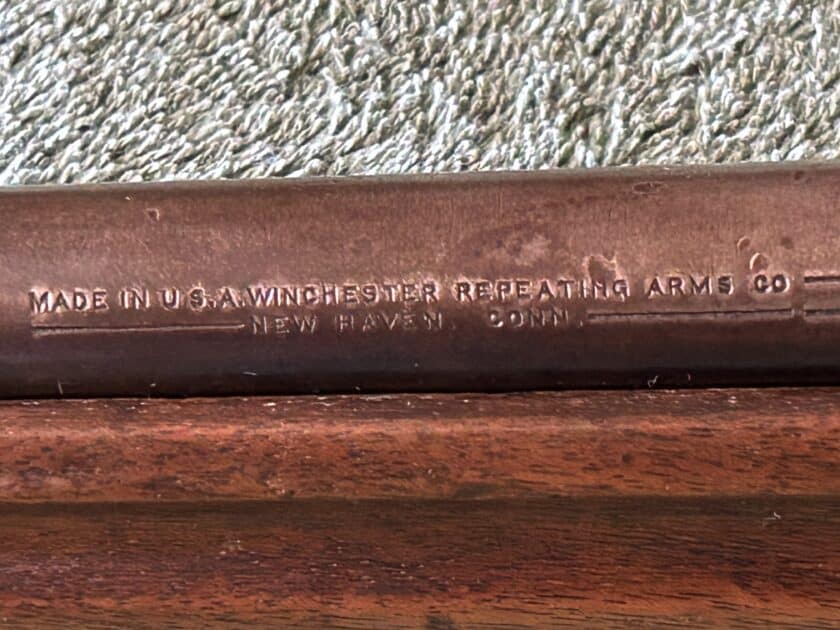 MADE IN U.S.A. WINCHESTER REPEATING ARMS CO
NEW HAVEN. CONN.